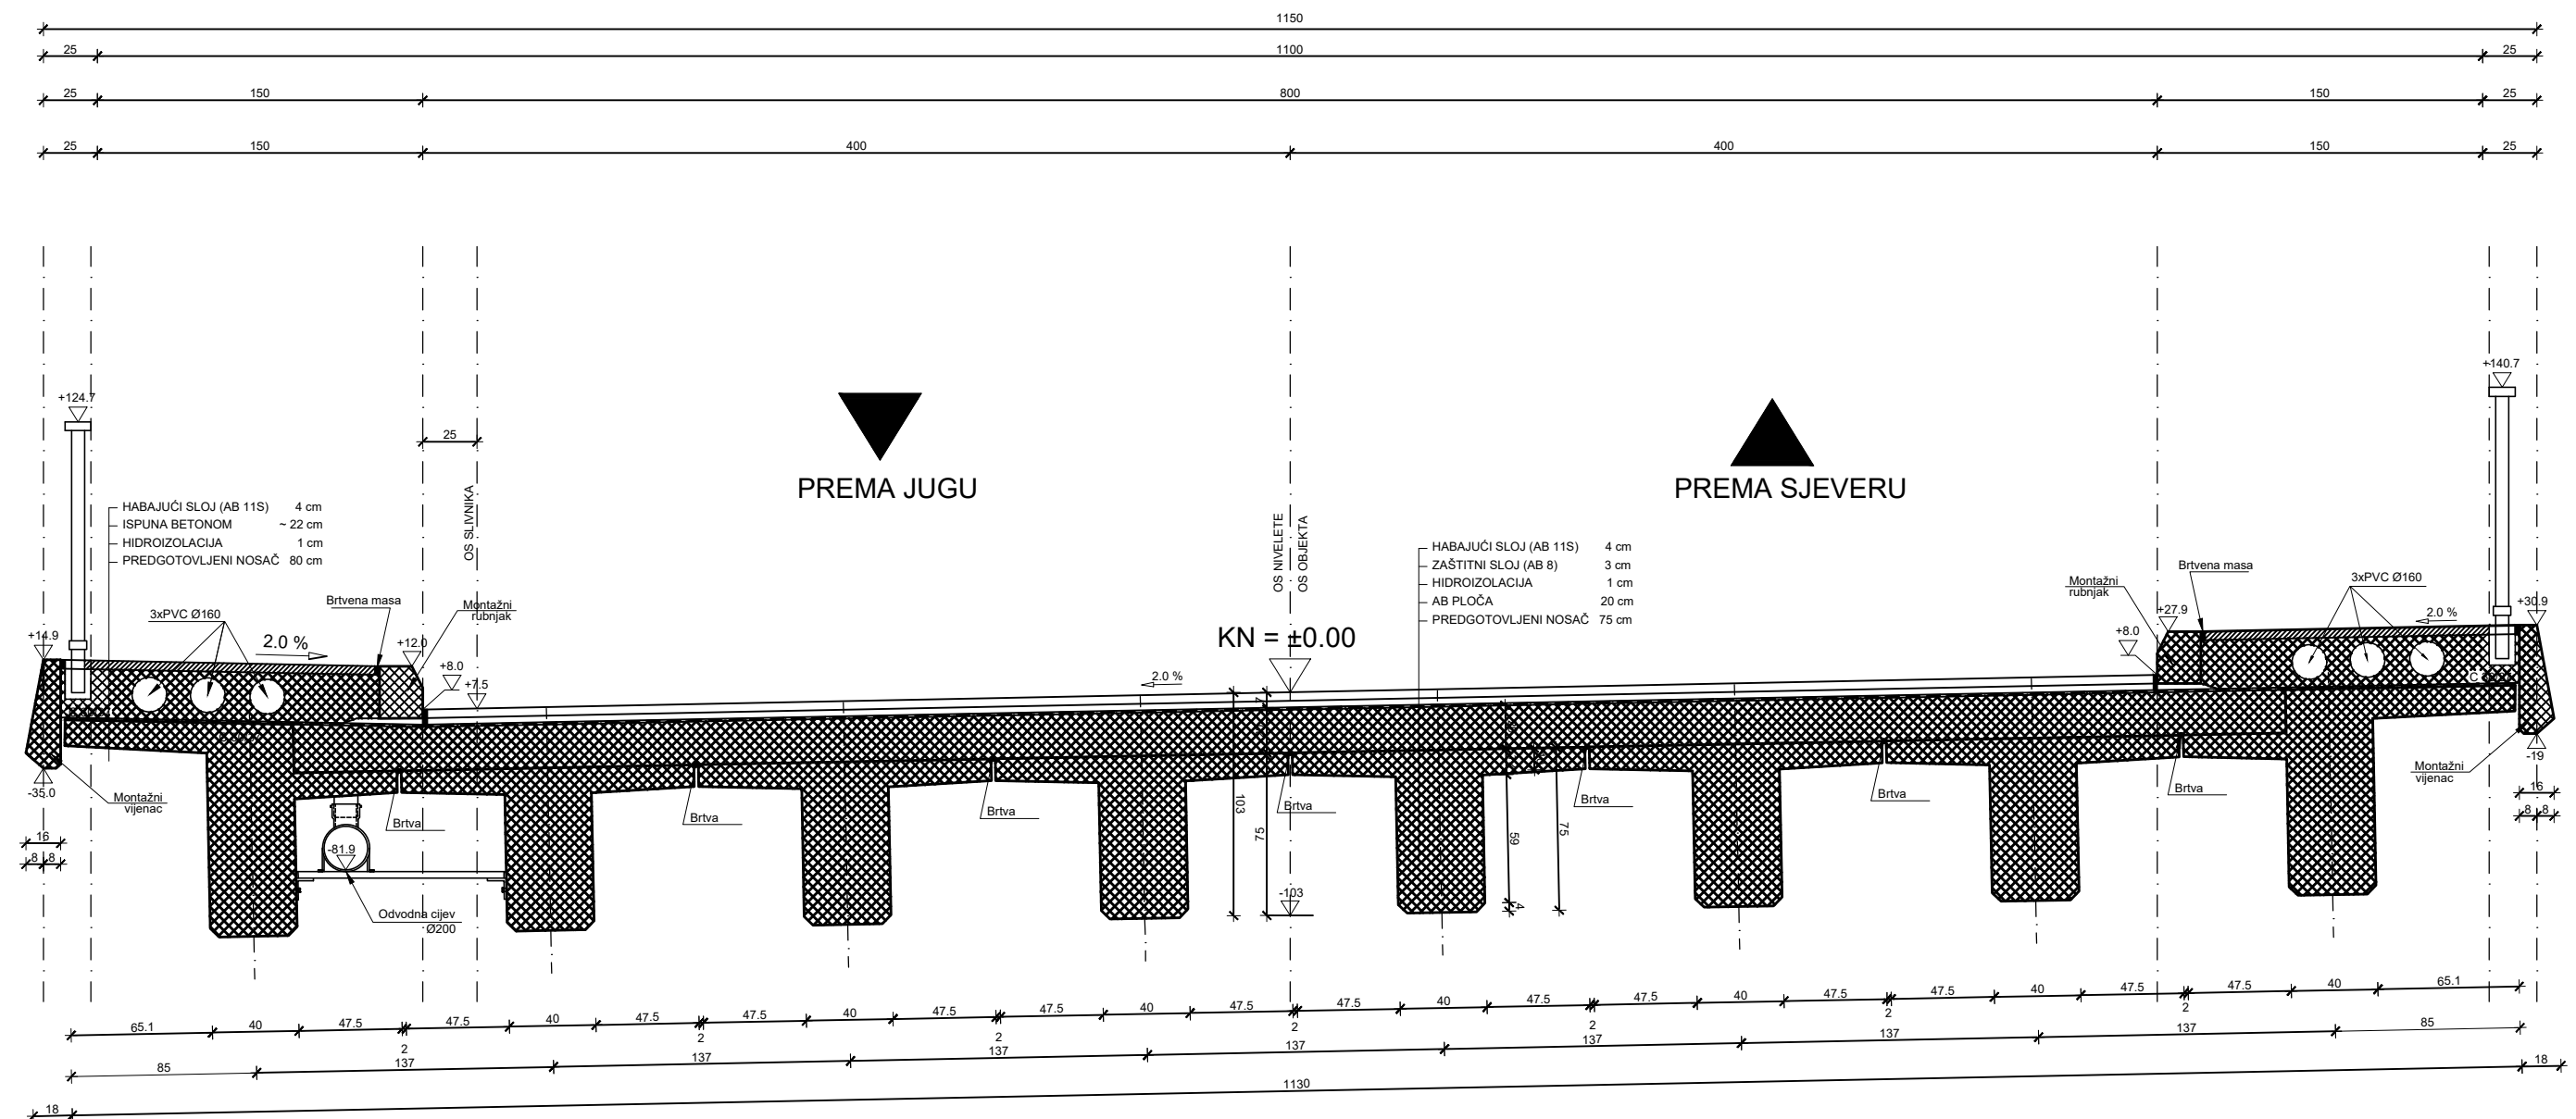 1150
25 1100 25
25 150 800 150 25
25 150 400 400 150 25
+124.7
+140.7
25
PREMA JUGU
PREMA SJEVERU
OS SLIVNIKA
OS NIVELETE
OS OBJEKTA
HABAJUĆI SLOJ (AB 11S) 4 cm
ISPUNA BETONOM ~ 22 cm
HIDROIZOLACIJA 1 cm
PREDGOTOVLJENI NOSAČ 80 cm
HABAJUĆI SLOJ (AB 11S) 4 cm
ZAŠTITNI SLOJ (AB 8) 3 cm
HIDROIZOLACIJA 1 cm
AB PLOČA 20 cm
PREDGOTOVLJENI NOSAČ 75 cm
Brtvena masa
Montažni
rubnjak
3xPVC Ø160
2.0 %
+14.9
+12.0
+8.0
+7.5
KN = ±0.00
2.0 %
Montažni
rubnjak
Brtvena masa
3xPVC Ø160
+27.9
+8.0
2.0 %
+30.9
-35.0
Montažni
vijenac
16
8 8
-81.9
Odvodna cijev
Ø200
Brtva
Brtva
Brtva
Brtva
Brtva
Brtva
Brtva
7
103
75
-103
59
4
75
-19
Montažni
vijenac
16
8 8
65.1 40 47.5 47.5 40 47.5 47.5 40 47.5 47.5 40 47.5 47.5 40 47.5 47.5 40 47.5 47.5 40 47.5 47.5 40 65.1
2 2 2 2 2 2 2
85 137 137 137 137 137 137 137 85
18 1130 18